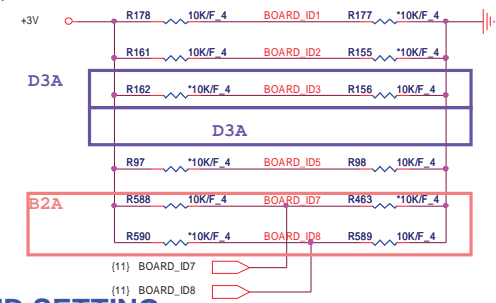 +3V R178 10K/F_4 BOARD_ID1 R177 *10K/F_4
R161 10K/F_4 BOARD_ID2 R155 *10K/F_4
D3A R162 *10K/F_4 BOARD_ID3 R156 10K/F_4
D3A
R97 *10K/F_4 BOARD_ID5 R98 10K/F_4
B2A R588 10K/F_4 BOARD_ID7 R463 *10K/F_4
R590 *10K/F_4 BOARD_ID8 R589 10K/F_4
{11} BOARD_ID7
{11} BOARD_ID8
SETTING